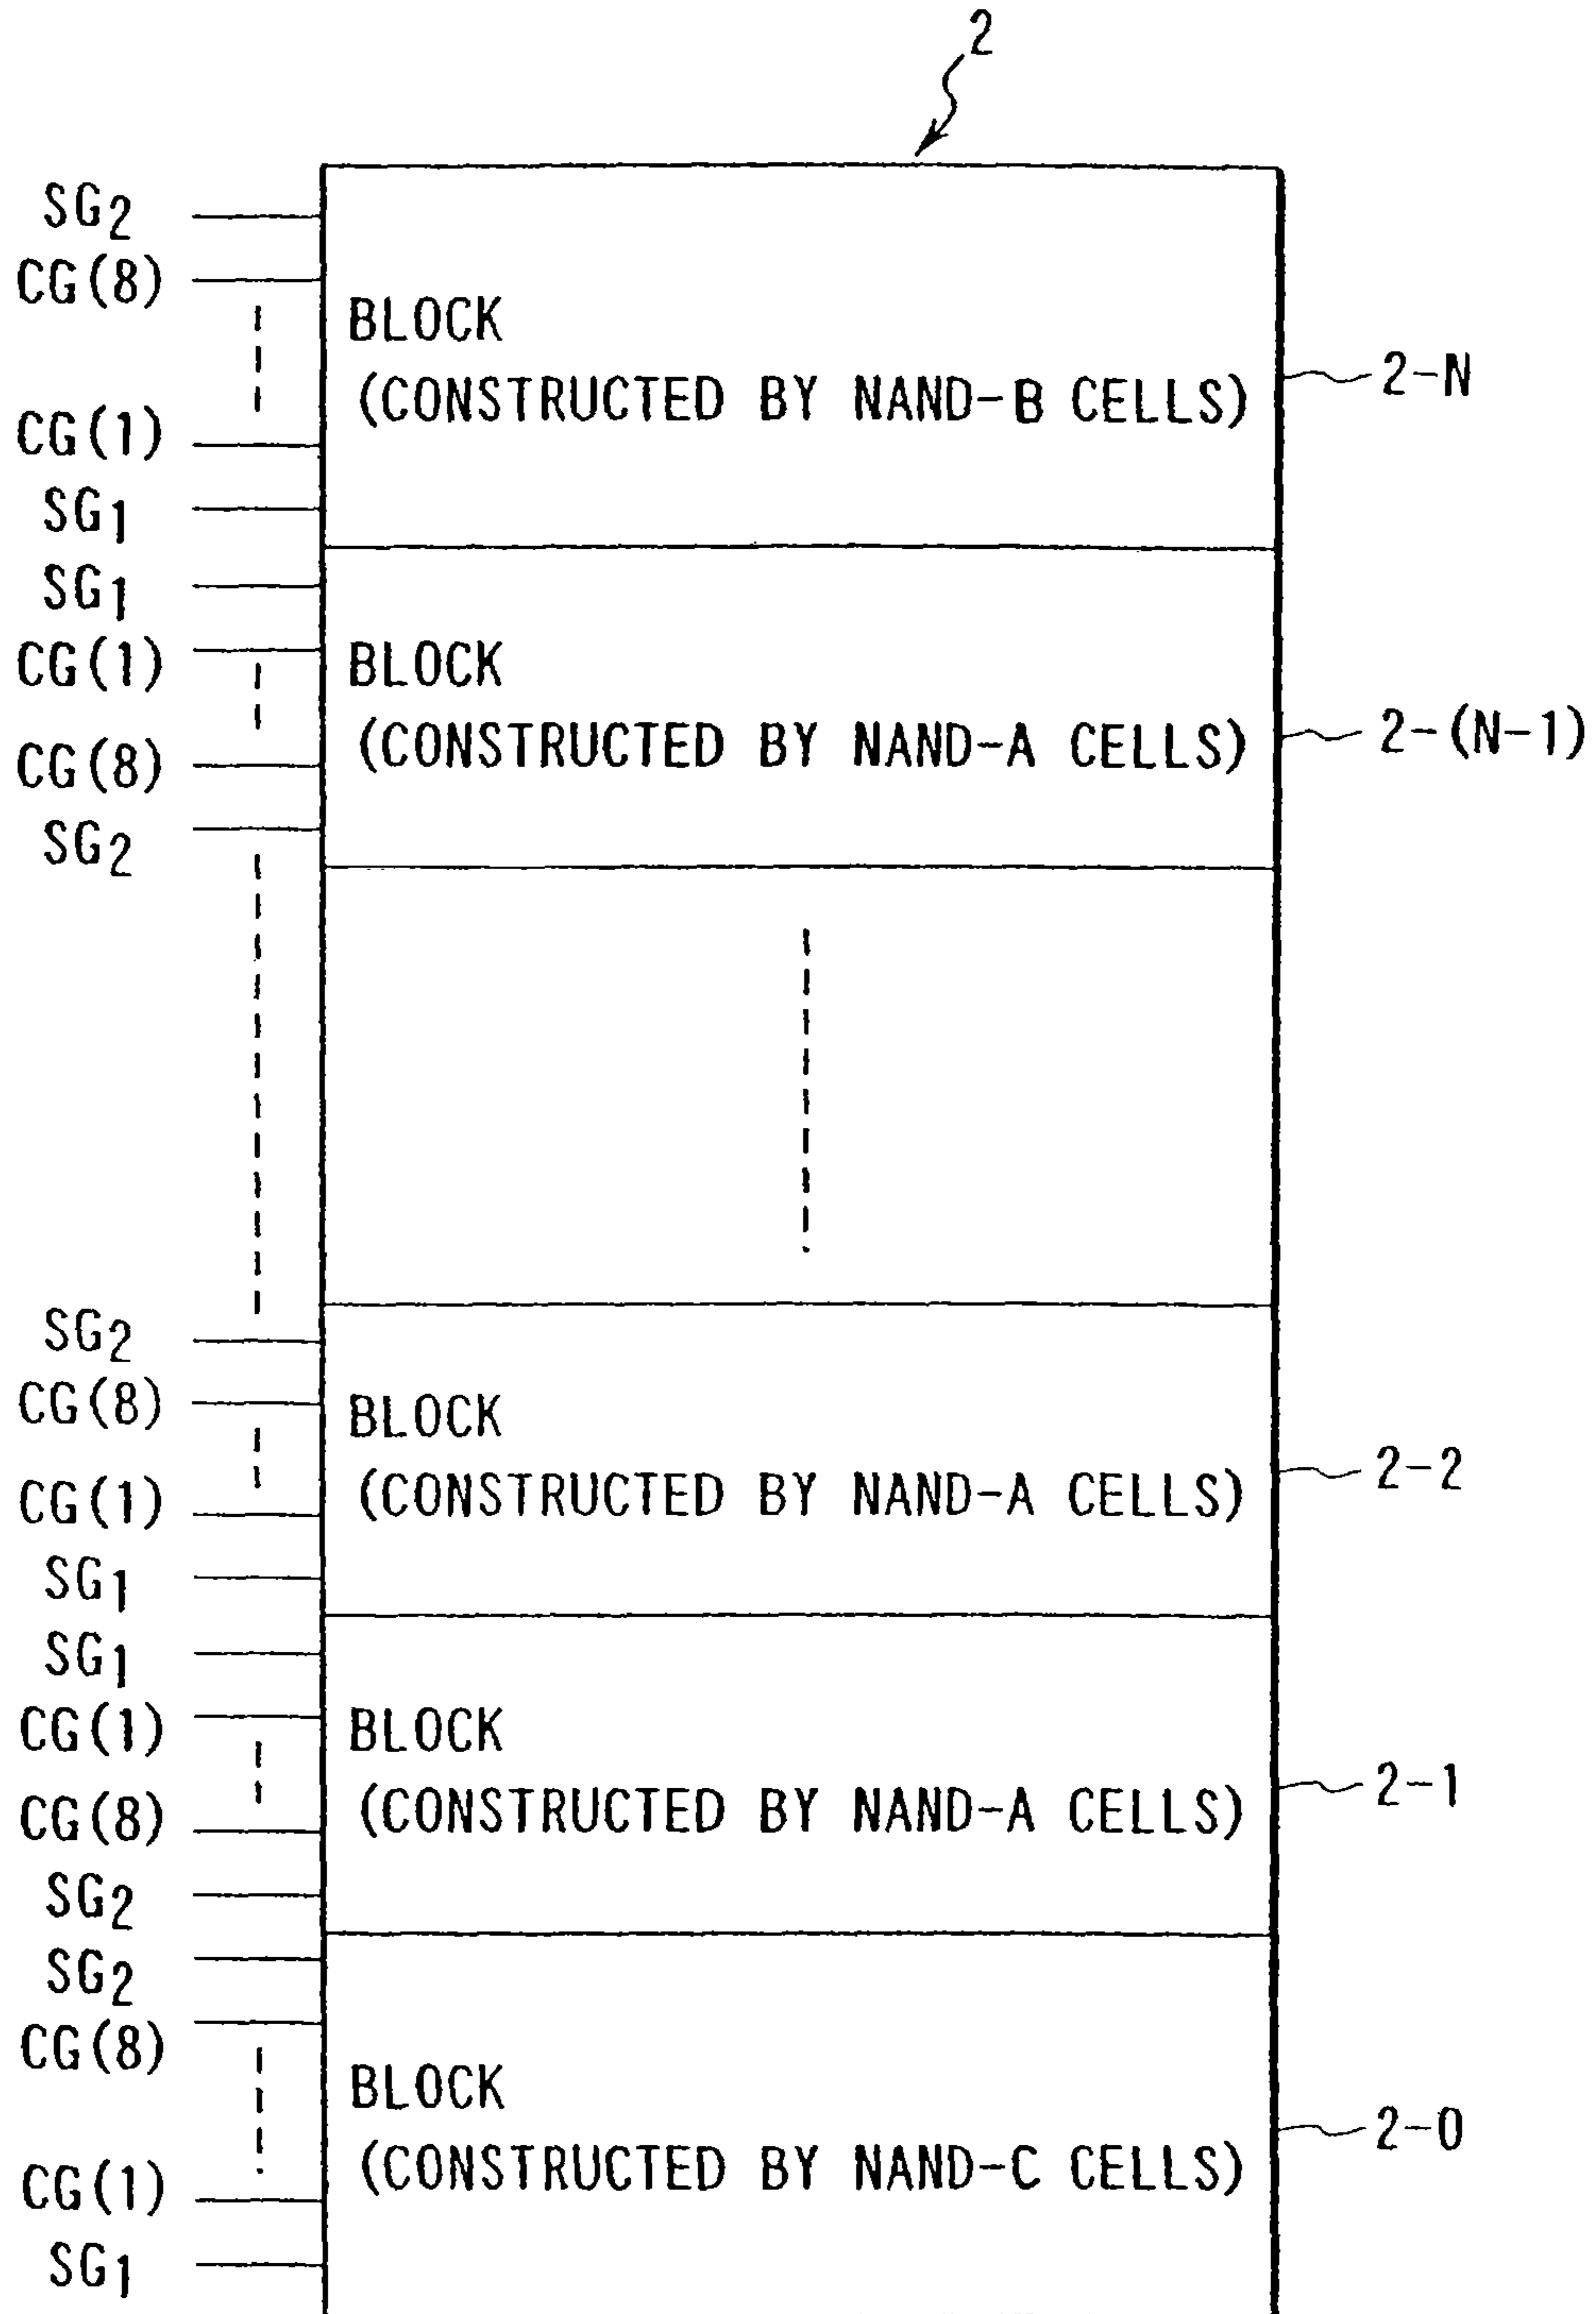 2
SG2
CG(8)
BLOCK
(CONSTRUCTED BY NAND-B CELLS)
2-N
CG(1)
SG1
SG1
CG(1)
BLOCK
(CONSTRUCTED BY NAND-A CELLS)
2-(N-1)
CG(8)
SG2
SG2
CG(8)
BLOCK
(CONSTRUCTED BY NAND-A CELLS)
2-2
CG(1)
SG1
SG1
CG(1)
BLOCK
(CONSTRUCTED BY NAND-A CELLS)
2-1
CG(8)
SG2
SG2
CG(8)
BLOCK
(CONSTRUCTED BY NAND-C CELLS)
2-0
CG(1)
SG1